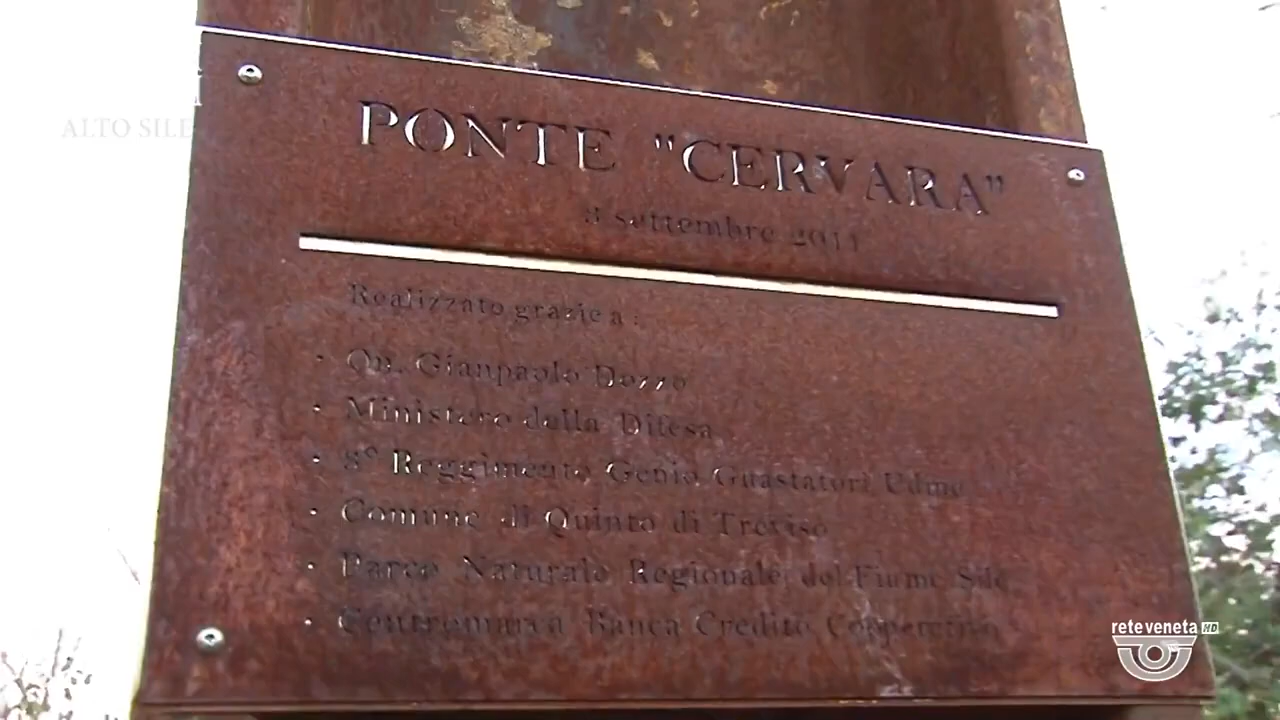 ALTO SILE
PONTE "CERVARA"
settembre 2011
Realizzato grazie a :
· On. Gianpaolo Dozzo
· Ministero della Difesa
· 8° Reggimento Genio Guastatori Udine
· Comune di Quinto di Treviso
· Parco Naturale Regionale del Fiume Sile
· Centromarca Banca Credito Cooperativo
reteveneta HD